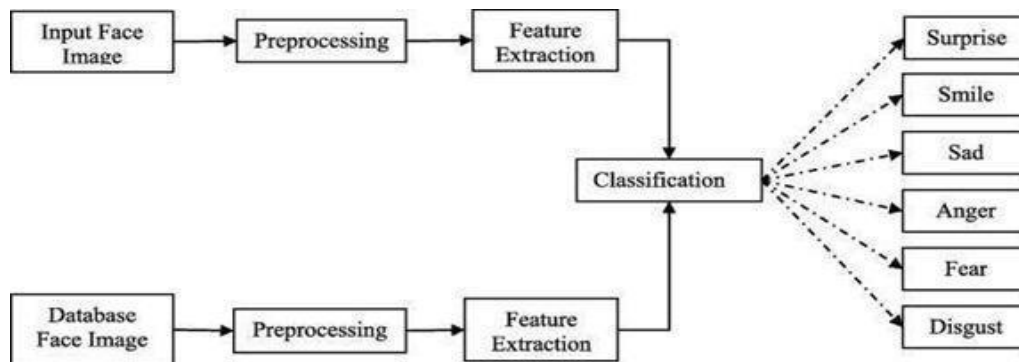 Input Face
Image
Preprocessing
Feature
Extraction
Classification
Surprise
Smile
Sad
Anger
Fear
Disgust
Database
Face Image
Preprocessing
Feature
Extraction